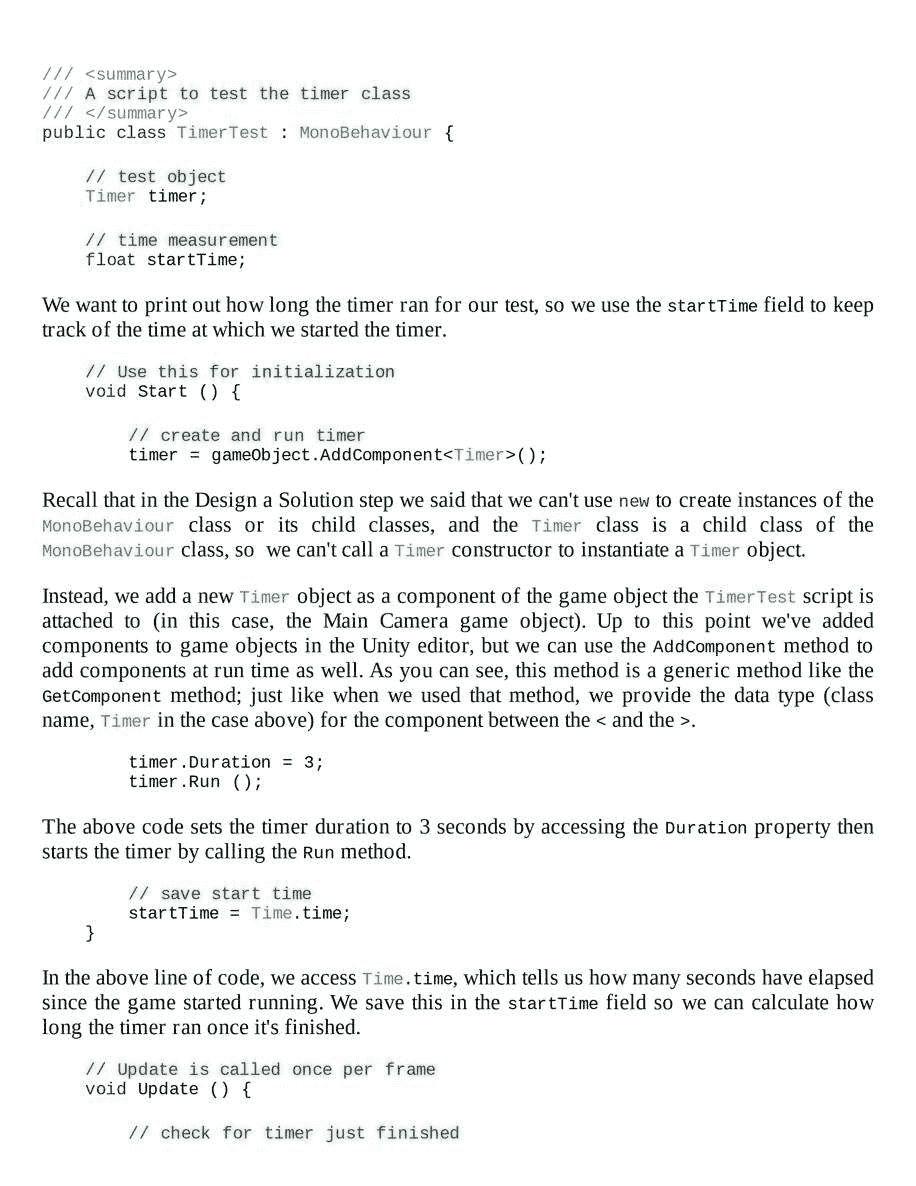 /// <summary>
/// A script to test the timer class
/// </summary>
public class TimerTest : MonoBehaviour {
// test object
Timer timer;
// time measurement
float startTime;
We want to print out how long the timer ran for our test, so we use the startTime field to keep
track of the time at which we started the timer.
// Use this for initialization
void Start () {
// create and run timer
timer = gameObject.AddComponent<Timer>();
Recall that in the Design a Solution step we said that we can't use new to create instances of the
MonoBehaviour class or its child classes, and the Timer class is a child class of the
MonoBehaviour class, so we can't call a Timer constructor to instantiate a Timer object.
Instead, we add a new Timer object as a component of the game object the TimerTest script is
attached to (in this case, the Main Camera game object). Up to this point we've added
components to game objects in the Unity editor, but we can use the AddComponent method to
add components at run time as well. As you can see, this method is a generic method like the
GetComponent method; just like when we used that method, we provide the data type (class
name, Timer in the case above) for the component between the < and the >.
timer.Duration = 3;
timer.Run ();
The above code sets the timer duration to 3 seconds by accessing the Duration property then
starts the timer by calling the Run method.
// save start time
startTime = Time.time;
}
In the above line of code, we access Time.time, which tells us how many seconds have elapsed
since the game started running. We save this in the startTime field so we can calculate how
long the timer ran once it's finished.
// Update is called once per frame
void Update () {
// check for timer just finished